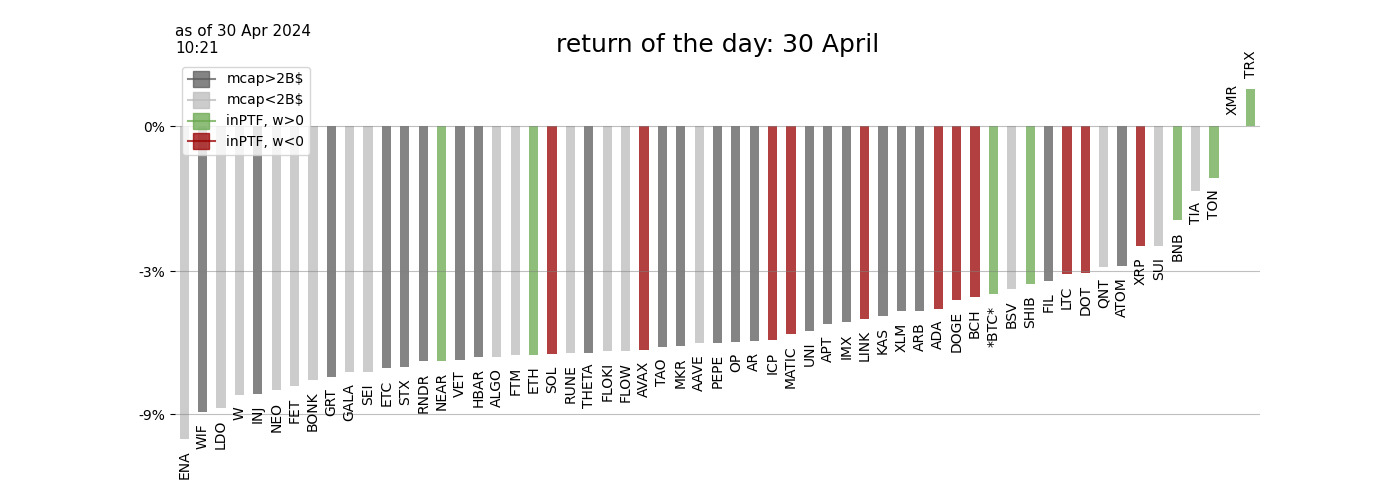 as of 30 Apr 2024
10:21
return of the day: 30 April
mcap>2B$
mcap<2B$
inPTF, w>0
inPTF, w<0
0%
-3%
-9%
ENA
WIF
LDO
W
INJ
NEO
FET
BONK
GRT
GALA
SEI
ETC
STX
RNDR
NEAR
VET
HBAR
ALGO
FTM
ETH
SOL
RUNE
THETA
FLOKI
FLOW
AVAX
TAO
MKR
AAVE
PEPE
OP
AR
ICP
MATIC
UNI
APT
IMX
LINK
KAS
XLM
ARB
ADA
DOGE
BCH
*BTC*
BSV
SHIB
FIL
LTC
DOT
QNT
ATOM
XRP
SUI
BNB
TIA
TON
XMR
TRX